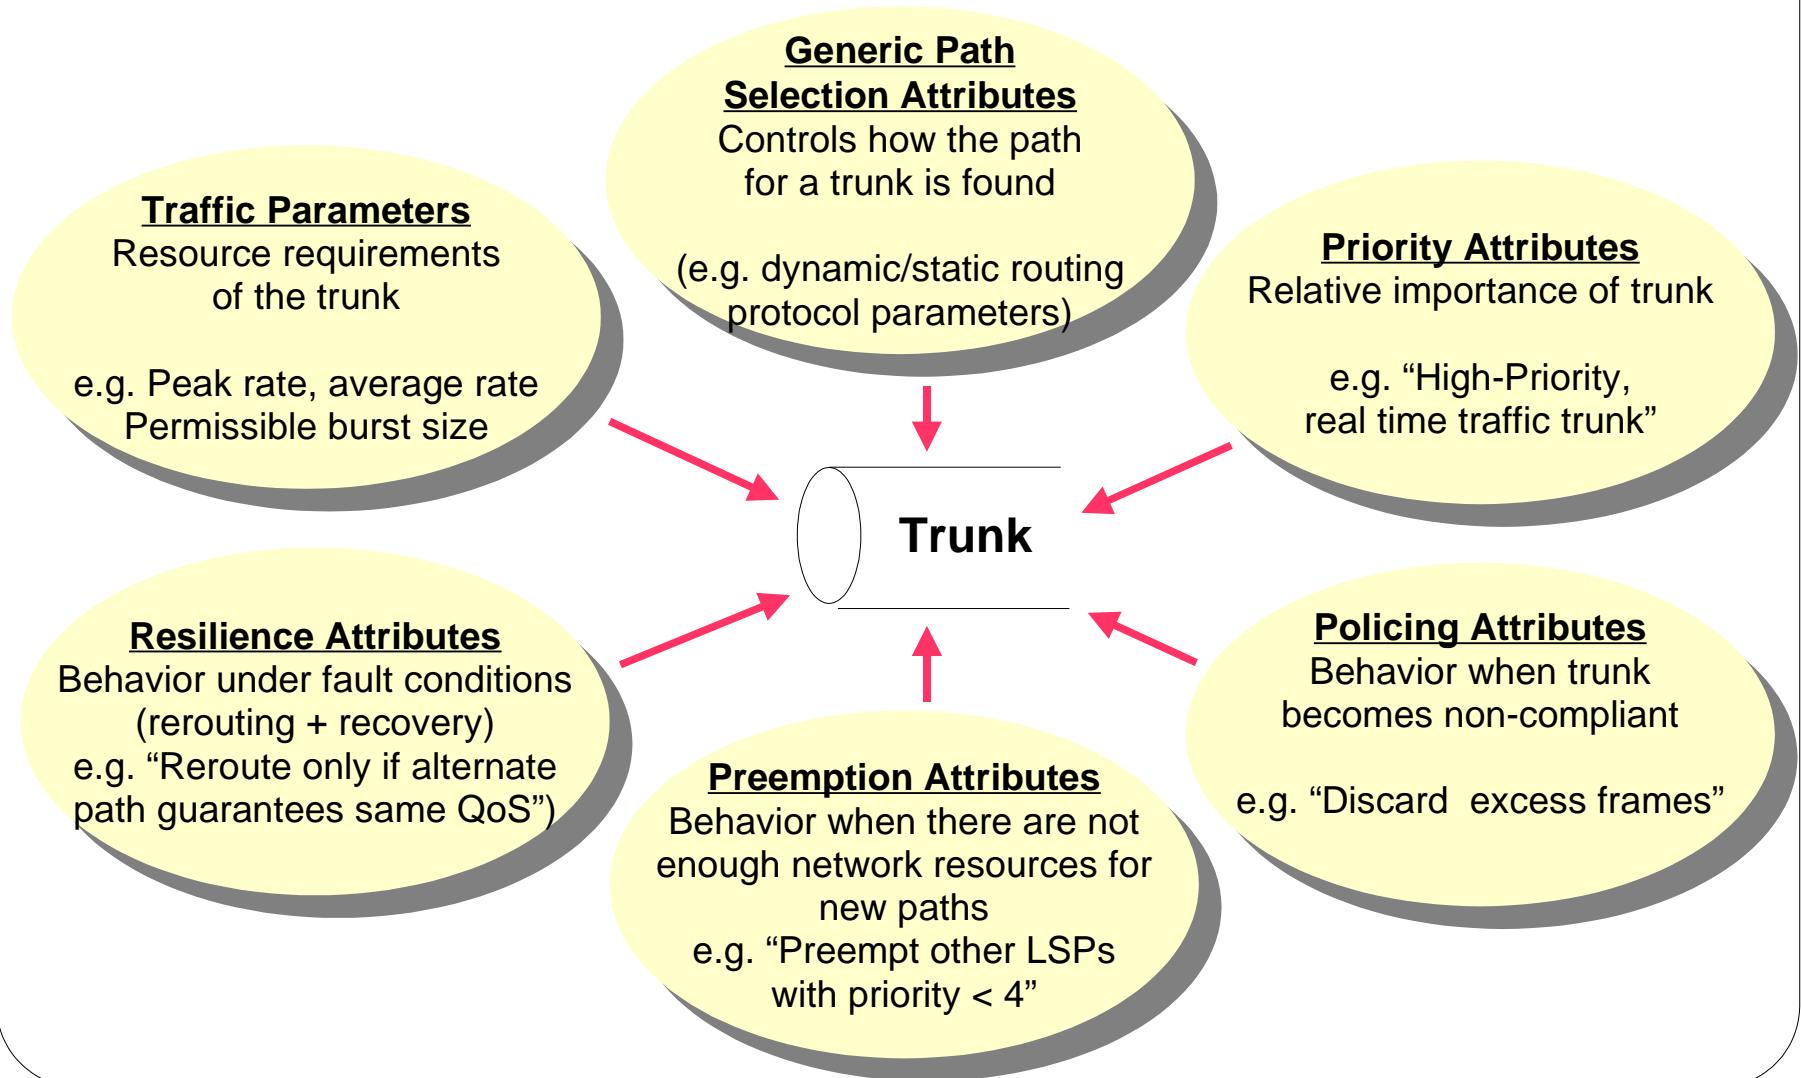 Generic Path
Selection Attributes
Controls how the path
for a trunk is found
(e.g. dynamic/static routing
protocol parameters)
Traffic Parameters
Resource requirements
of the trunk
e.g. Peak rate, average rate
Permissible burst size
Priority Attributes
Relative importance of trunk
e.g. “High-Priority,
real time traffic trunk”
Trunk
Resilience Attributes
Behavior under fault conditions
(rerouting + recovery)
e.g. “Reroute only if alternate
path guarantees same QoS”)
Preemption Attributes
Behavior when there are not
enough network resources for
new paths
e.g. “Preempt other LSPs
with priority < 4”
Policing Attributes
Behavior when trunk
becomes non-compliant
e.g. “Discard  excess frames”